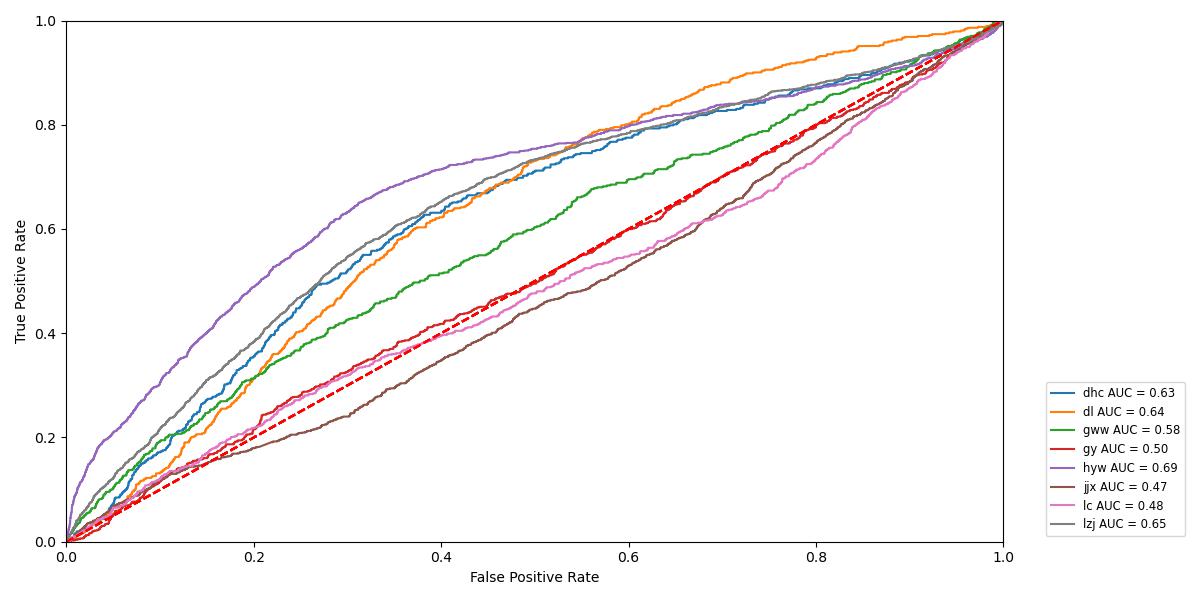 1.0
0.8
0.6
0.4
0.2
0.0
True Positive Rate
0.0 0.2 0.4 0.6 0.8 1.0
False Positive Rate
dhc AUC = 0.63
dl AUC = 0.64
gww AUC = 0.58
gy AUC = 0.50
hyw AUC = 0.69
jjx AUC = 0.47
lc AUC = 0.48
lzj AUC = 0.65